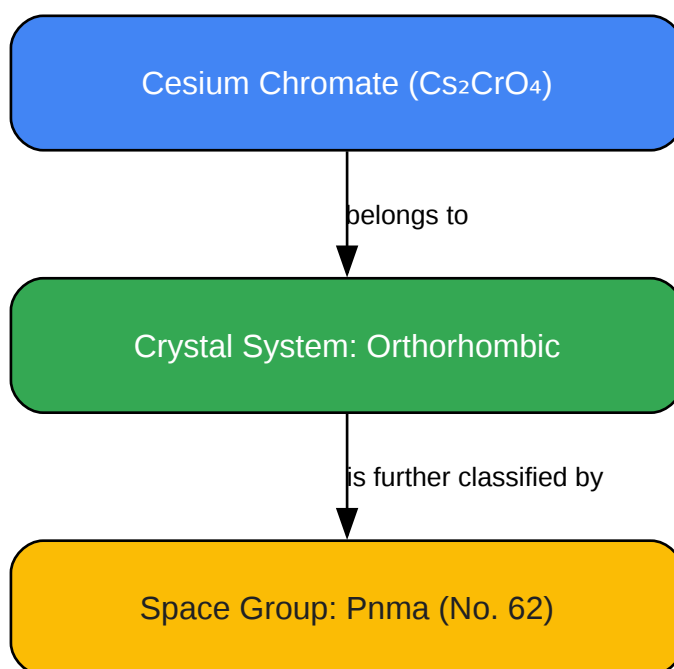 Cesium Chromate (Cs₂CrO₄)
belongs to
Crystal System: Orthorhombic
is further classified by
Space Group: Pnma (No. 62)